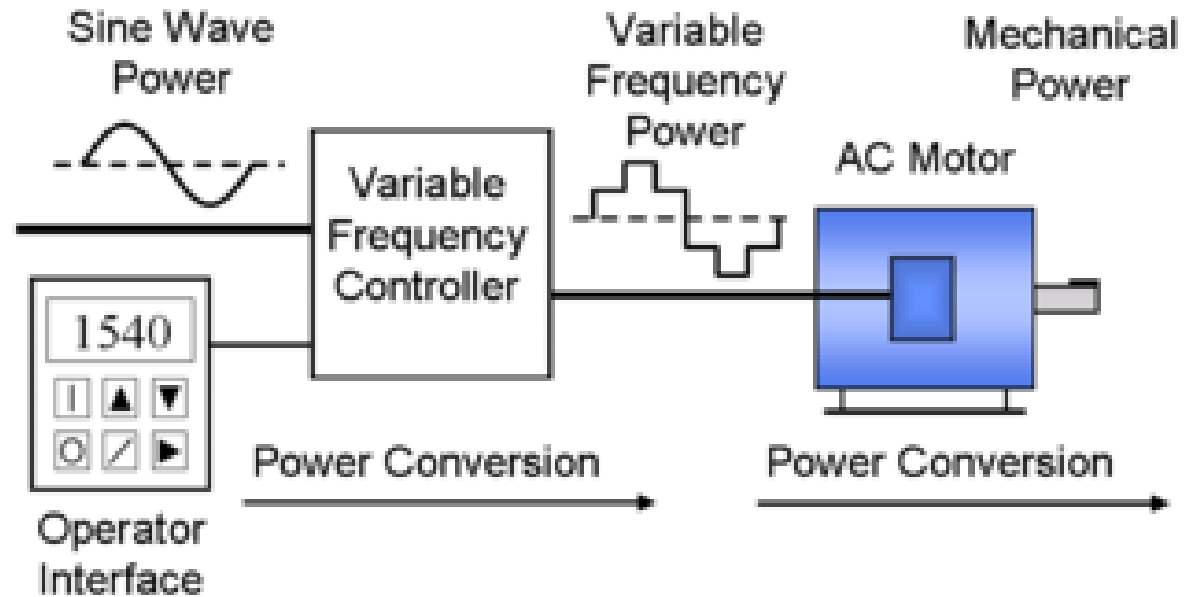 Sine Wave
Power
Variable
Frequency
Power
Mechanical
Power
AC Motor
Variable
Frequency
Controller
1540
Operator
Interface
Power Conversion
Power Conversion